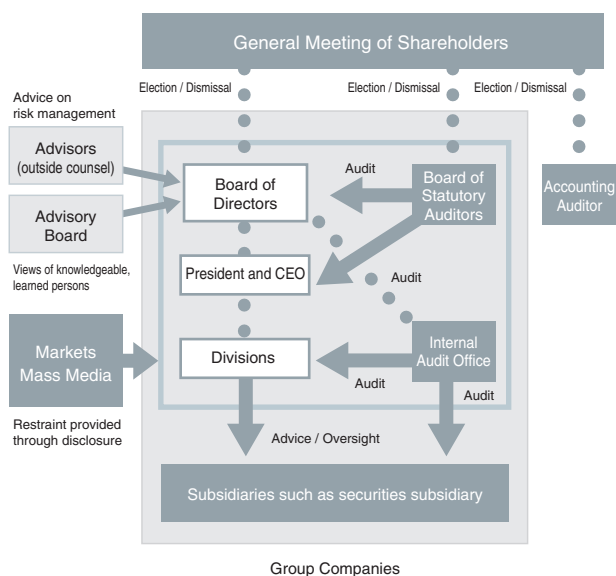 General Meeting of Shareholders
Election / Dismissal
Election / Dismissal
Election / Dismissal
Advice on
risk management
Advisors
(outside counsel)
Advisory
Board
Views of knowledgeable,
learned persons
Board of
Directors
Audit
Board of
Statutory
Auditors
Accounting
Auditor
President and CEO
Audit
Markets
Mass Media
Restraint provided
through disclosure
Divisions
Audit
Internal
Audit Office
Audit
Advice / Oversight
Subsidiaries such as securities subsidiary
Group Companies